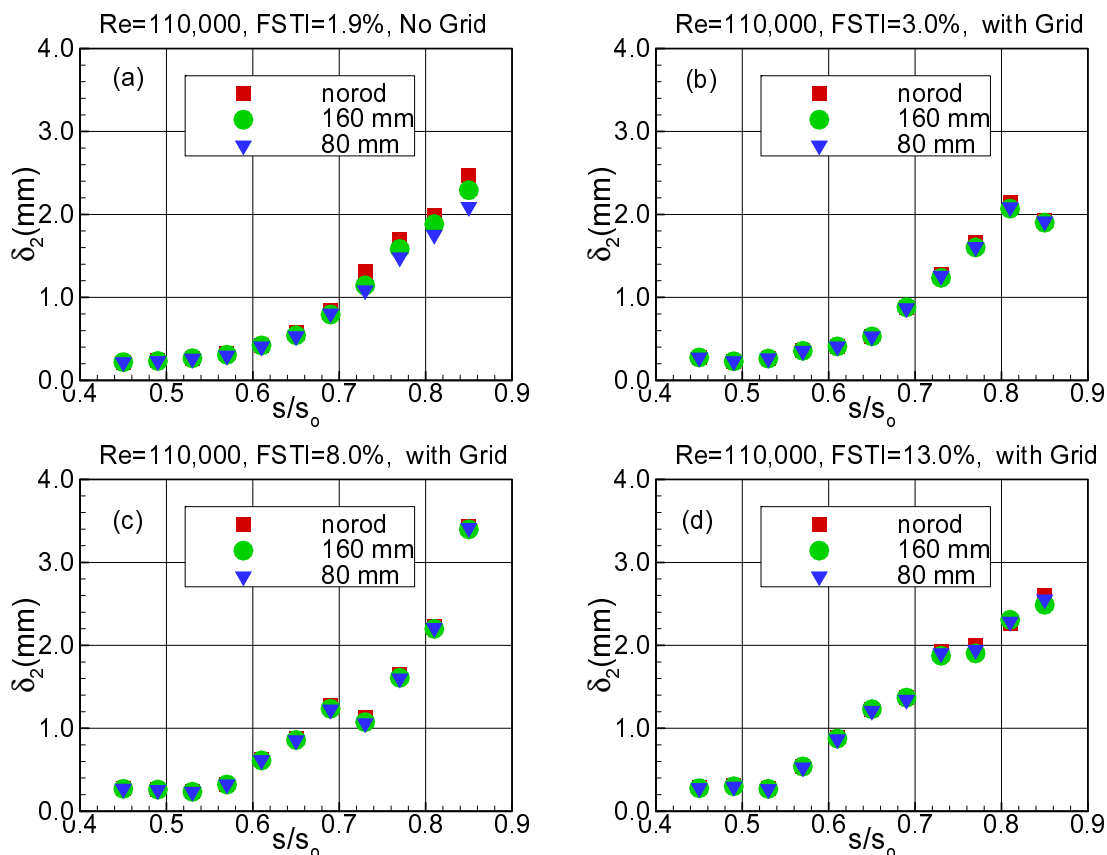 Re=110,000, FSTI=1.9%, No Grid
(a)
norod
160 mm
80 mm
4.0
3.0
2.0
1.0
0.0
δ₂(mm)
0.4 0.5 0.6 0.7 0.8 0.9
s/sₒ
Re=110,000, FSTI=3.0%, with Grid
(b)
norod
160 mm
80 mm
4.0
3.0
2.0
1.0
0.0
δ₂(mm)
0.4 0.5 0.6 0.7 0.8 0.9
s/sₒ
Re=110,000, FSTI=8.0%, with Grid
(c)
norod
160 mm
80 mm
4.0
3.0
2.0
1.0
0.0
δ₂(mm)
0.4 0.5 0.6 0.7 0.8 0.9
s/sₒ
Re=110,000, FSTI=13.0%, with Grid
(d)
norod
160 mm
80 mm
4.0
3.0
2.0
1.0
0.0
δ₂(mm)
0.4 0.5 0.6 0.7 0.8 0.9
s/sₒ